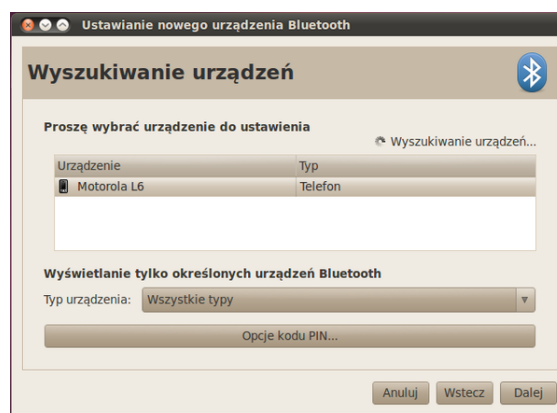 Ustawianie nowego urządzenia Bluetooth
Wyszukiwanie urządzeń
Proszę wybrać urządzenie do ustawienia
Wyszukiwanie urządzeń...
Urządzenie Typ
Motorola L6 Telefon
Wyświetlanie tylko określonych urządzeń Bluetooth
Typ urządzenia: Wszystkie typy
Opcje kodu PIN...
Anuluj Wstecz Dalej